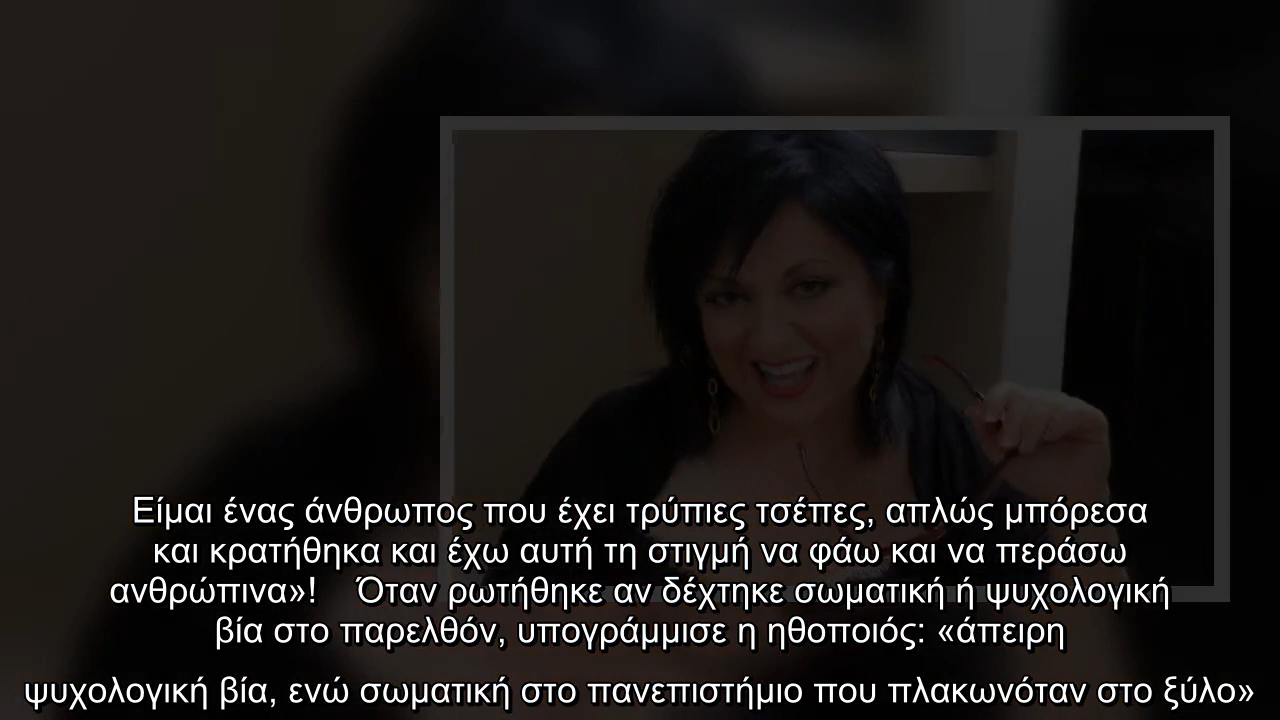 Είμαι ένας άνθρωπος που έχει τρύπιες τσέπες, απλώς μπόρεσα
και κρατήθηκα και έχω αυτή τη στιγμή να φάω και να περάσω
ανθρώπινα»! Όταν ρωτήθηκε αν δέχτηκε σωματική ή ψυχολογική
βία στο παρελθόν, υπογράμμισε η ηθοποιός: «άπειρη
ψυχολογική βία, ενώ σωματική στο πανεπιστήμιο που πλακωνόταν στο ξύλο»